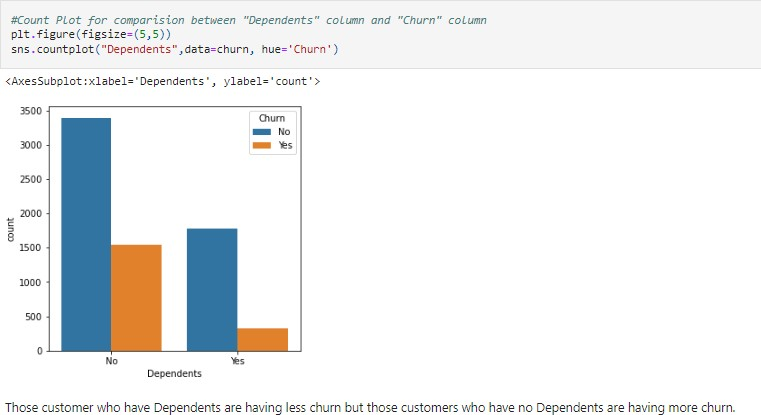 #Count Plot for comparision between "Dependents" column and "Churn" column
plt.figure(figsize=(5,5))
sns.countplot("Dependents",data=churn, hue='Churn')
<AxesSubplot:xlabel='Dependents', ylabel='count'>
Churn
No
Yes
3500
3000
2500
2000
1500
1000
500
0
count
No
Yes
Dependents
Those customer who have Dependents are having less churn but those customers who have no Dependents are having more churn.